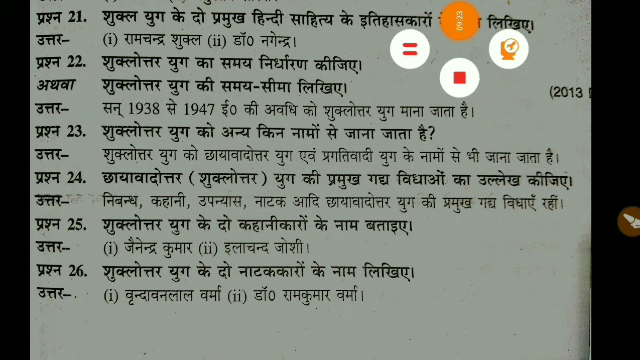 प्रश्न 21. शुक्ल युग के दो प्रमुख हिन्दी साहित्य के इतिहासकारों लिखिए।
09:23
उत्तर– (i) रामचन्द्र शुक्ल (ii) डॉ0 नगेन्द्र।
प्रश्न 22. शुक्लोत्तर युग का समय निर्धारण कीजिए।
अथवा शुक्लोत्तर युग की समय-सीमा लिखिए। (2013
उत्तर– सन् 1938 से 1947 ई0 की अवधि को शुक्लोत्तर युग माना जाता है।
प्रश्न 23. शुक्लोत्तर युग को अन्य किन नामों से जाना जाता है?
उत्तर– शुक्लोत्तर युग को छायावादोत्तर युग एवं प्रगतिवादी युग के नामों से भी जाना जाता है।
प्रश्न 24. छायावादोत्तर (शुक्लोत्तर) युग की प्रमुख गद्य विधाओं का उल्लेख कीजिए।
उत्तर– निबन्ध, कहानी, उपन्यास, नाटक आदि छायावादोत्तर युग की प्रमुख गद्य विधाएँ रहीं।
प्रश्न 25. शुक्लोत्तर युग के दो कहानीकारों के नाम बताइए।
उत्तर– (i) जैनेन्द्र कुमार (ii) इलाचन्द जोशी।
प्रश्न 26. शुक्लोत्तर युग के दो नाटककारों के नाम लिखिए।
उत्तर– (i) वृन्दावनलाल वर्मा (ii) डॉ0 रामकुमार वर्मा।